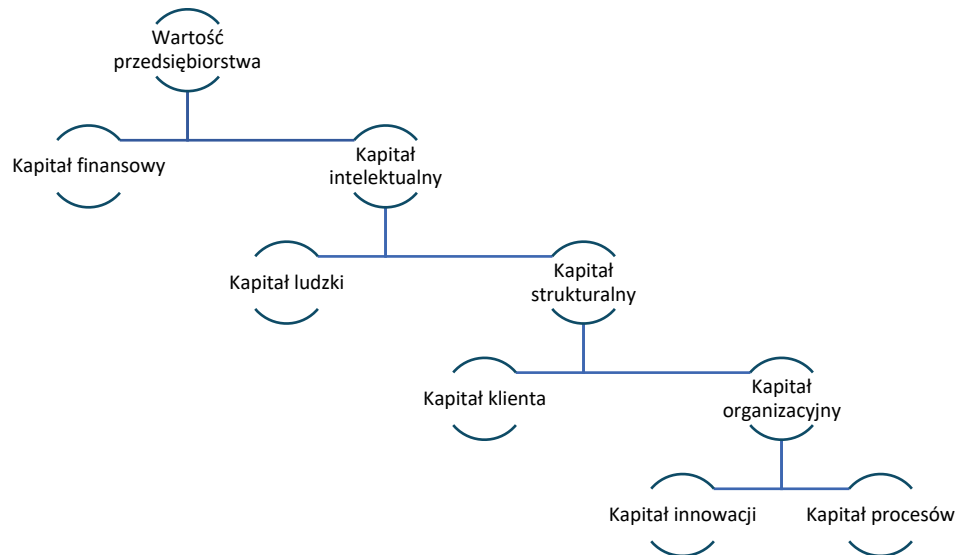 Wartość
przedsiębiorstwa
Kapitał finansowy
Kapitał
intelektualny
Kapitał ludzki
Kapitał
strukturalny
Kapitał klienta
Kapitał
organizacyjny
Kapitał innowacji
Kapitał procesów